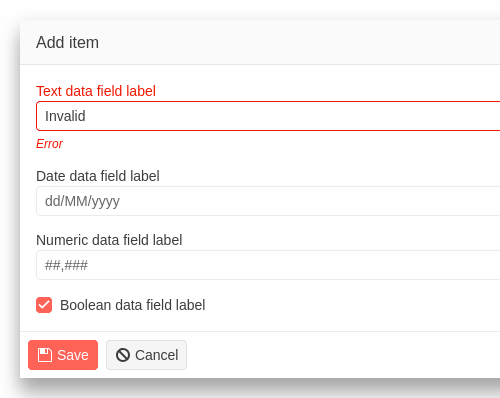 Add item
Text data field label
Invalid
Error
Date data field label
dd/MM/yyyy
Numeric data field label
##,###
Boolean data field label
Save Cancel